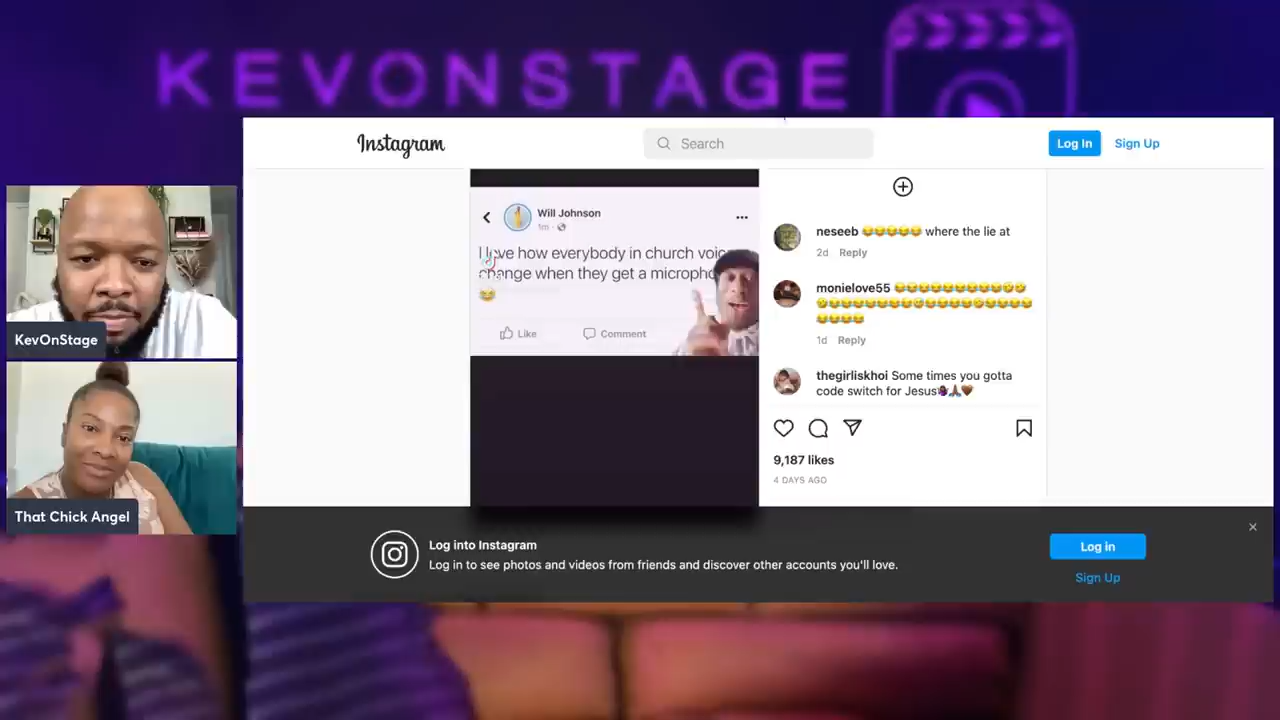 KEVONSTAGE
Instagram
Search
Log In
Sign Up
Will Johnson
1m
I love how everybody in church
change when they get a
Like
Comment
neseeb 😂😂😂😂😂 where the lie at
2d Reply
monielove55 😂😂😂😂😂😂😂😂😂🤣🤣
🤣😂😂😂😂😂😂😂😂😂😂😂🤣😂😂😂😂
😂😂😂😂
1d Reply
thegirliskhoi Some times you gotta
code switch for Jesus
9,187 likes
4 DAYS AGO
KevOnStage
That Chick Angel
Log into Instagram
Log in to see photos and videos from friends and discover other accounts you'll love.
Log in
Sign Up